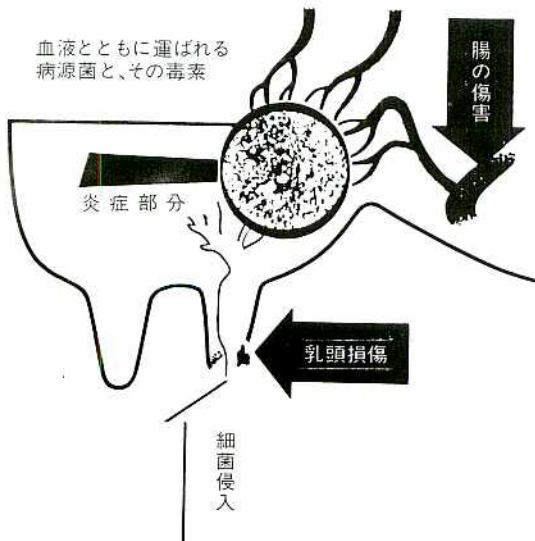 血液とともに運ばれる
病源菌と、その毒素
腸の傷害
炎症部分
乳頭損傷
細菌侵入